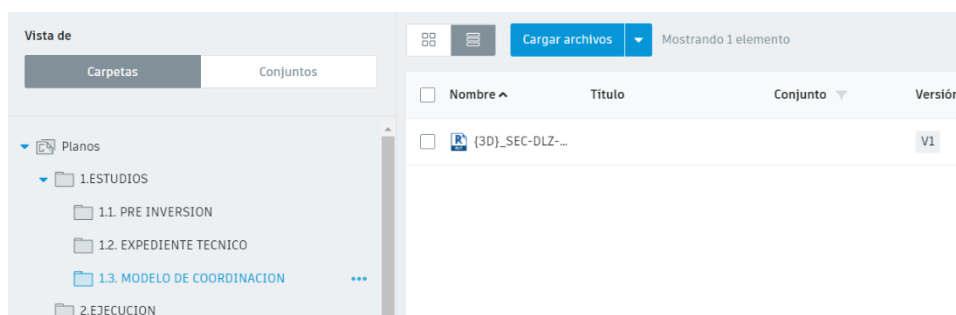 Vista de
Carpetas
Conjuntos
Planos
1.ESTUDIOS
1.1. PRE INVERSION
1.2. EXPEDIENTE TECNICO
1.3. MODELO DE COORDINACION
2.EJECUCION
Cargar archivos
Mostrando 1 elemento
Nombre Título Conjunto Versión
{3D}_SEC-DLZ-... V1